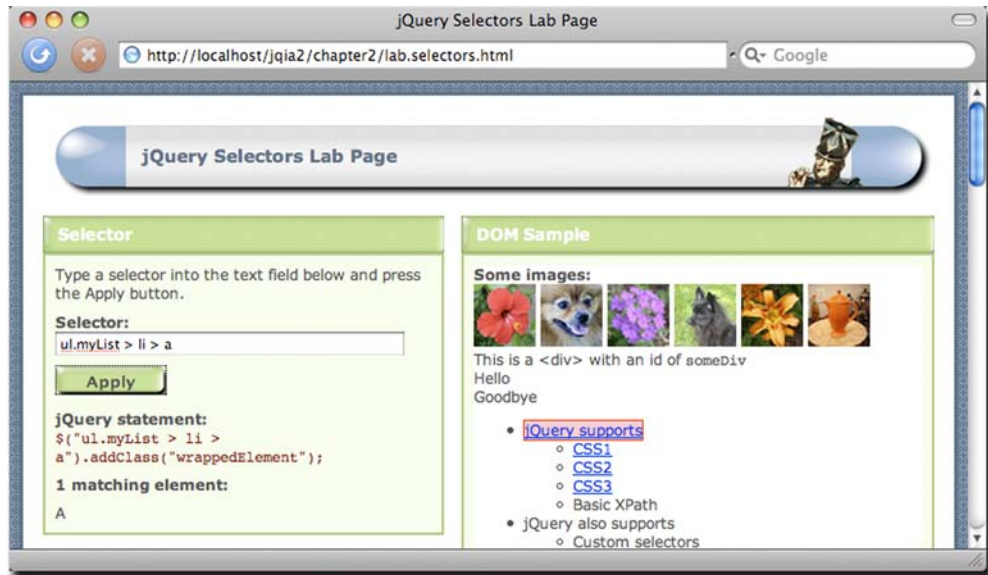 jQuery Selectors Lab Page
http://localhost/jqia2/chapter2/lab.selectors.html
Google
jQuery Selectors Lab Page
Selector
Type a selector into the text field below and press
the Apply button.
Selector:
ul.myList > li > a
Apply
jQuery statement:
$("ul.myList > li >
a").addClass("wrappedElement");
1 matching element:
A
DOM Sample
Some images:
This is a <div> with an id of someDiv
Hello
Goodbye
• jQuery supports
◦ CSS1
◦ CSS2
◦ CSS3
◦ Basic XPath
• jQuery also supports
◦ Custom selectors